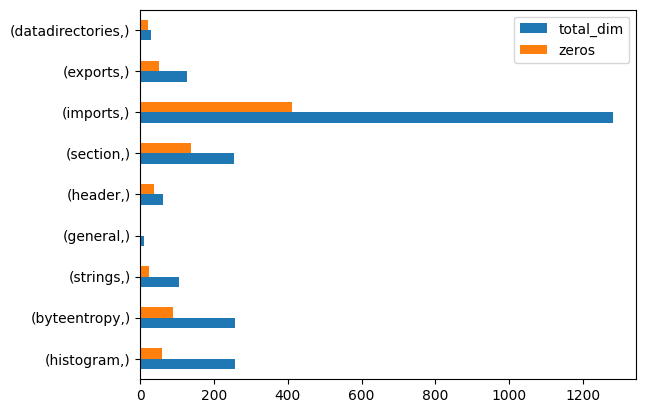 total_dim
zeros
(datadirectories,)
(exports,)
(imports,)
(section,)
(header,)
(general,)
(strings,)
(byteentropy,)
(histogram,)
0 200 400 600 800 1000 1200